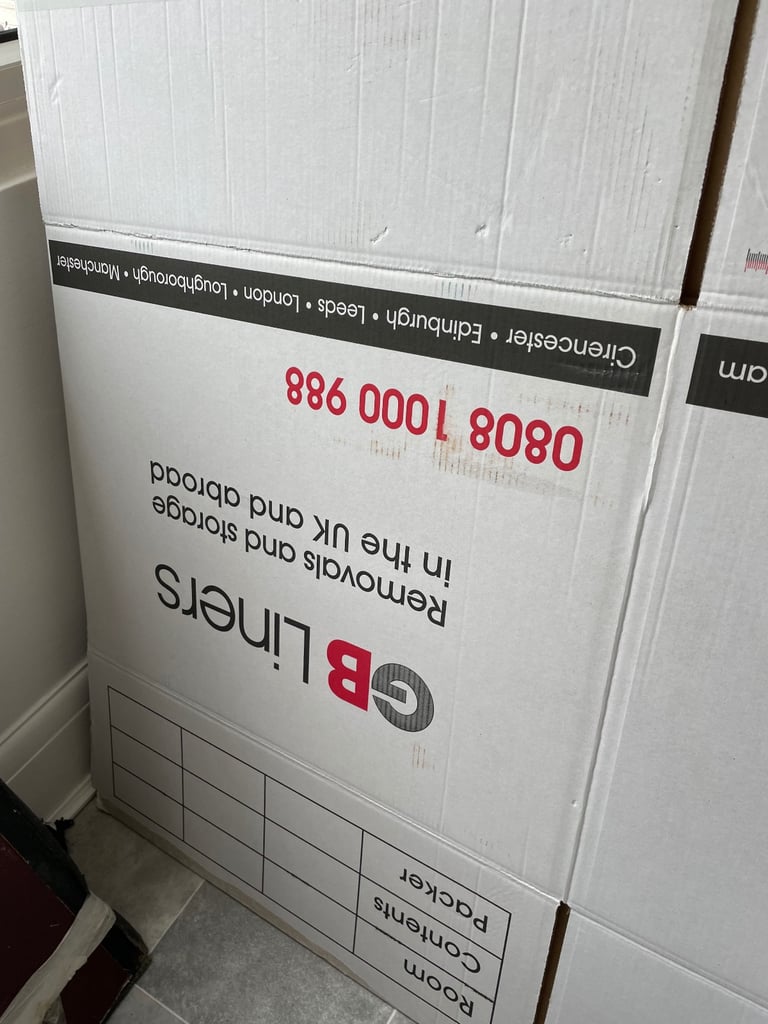 Room
Contents
Packer
GB Liners
Removals and storage
in the UK and abroad
0808 1000 988
Cirencester • Edinburgh • Leeds • London • Loughborough • Manchester
am